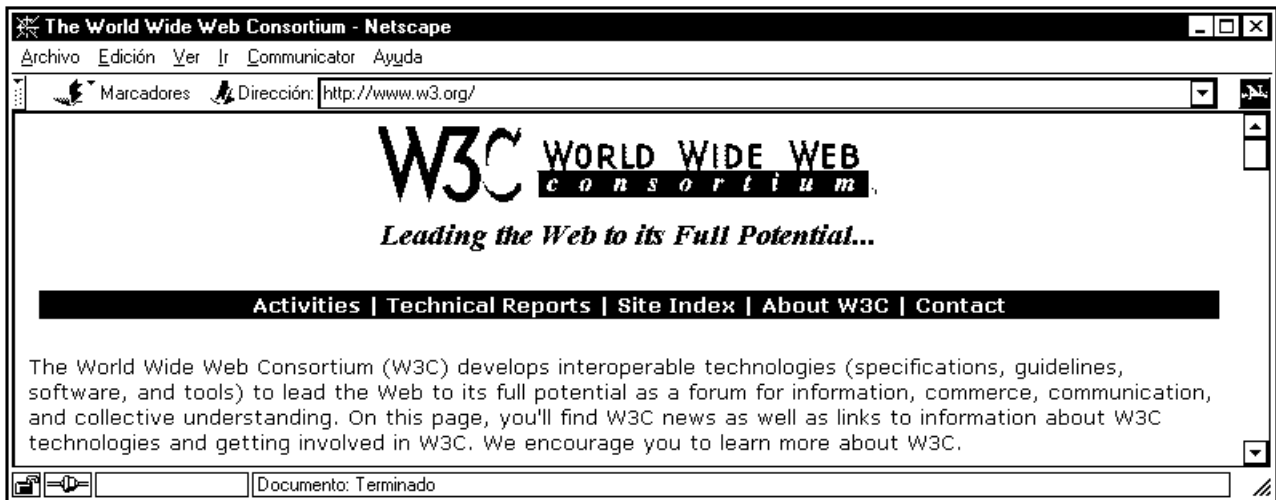 The World Wide Web Consortium - Netscape
Archivo Edición Ver Ir Communicator Ayuda
Marcadores Dirección: http://www.w3.org/
W3C WORLD WIDE WEB
consortium
Leading the Web to its Full Potential...
Activities | Technical Reports | Site Index | About W3C | Contact
The World Wide Web Consortium (W3C) develops interoperable technologies (specifications, guidelines,
software, and tools) to lead the Web to its full potential as a forum for information, commerce, communication,
and collective understanding. On this page, you'll find W3C news as well as links to information about W3C
technologies and getting involved in W3C. We encourage you to learn more about W3C.
Documento: Terminado